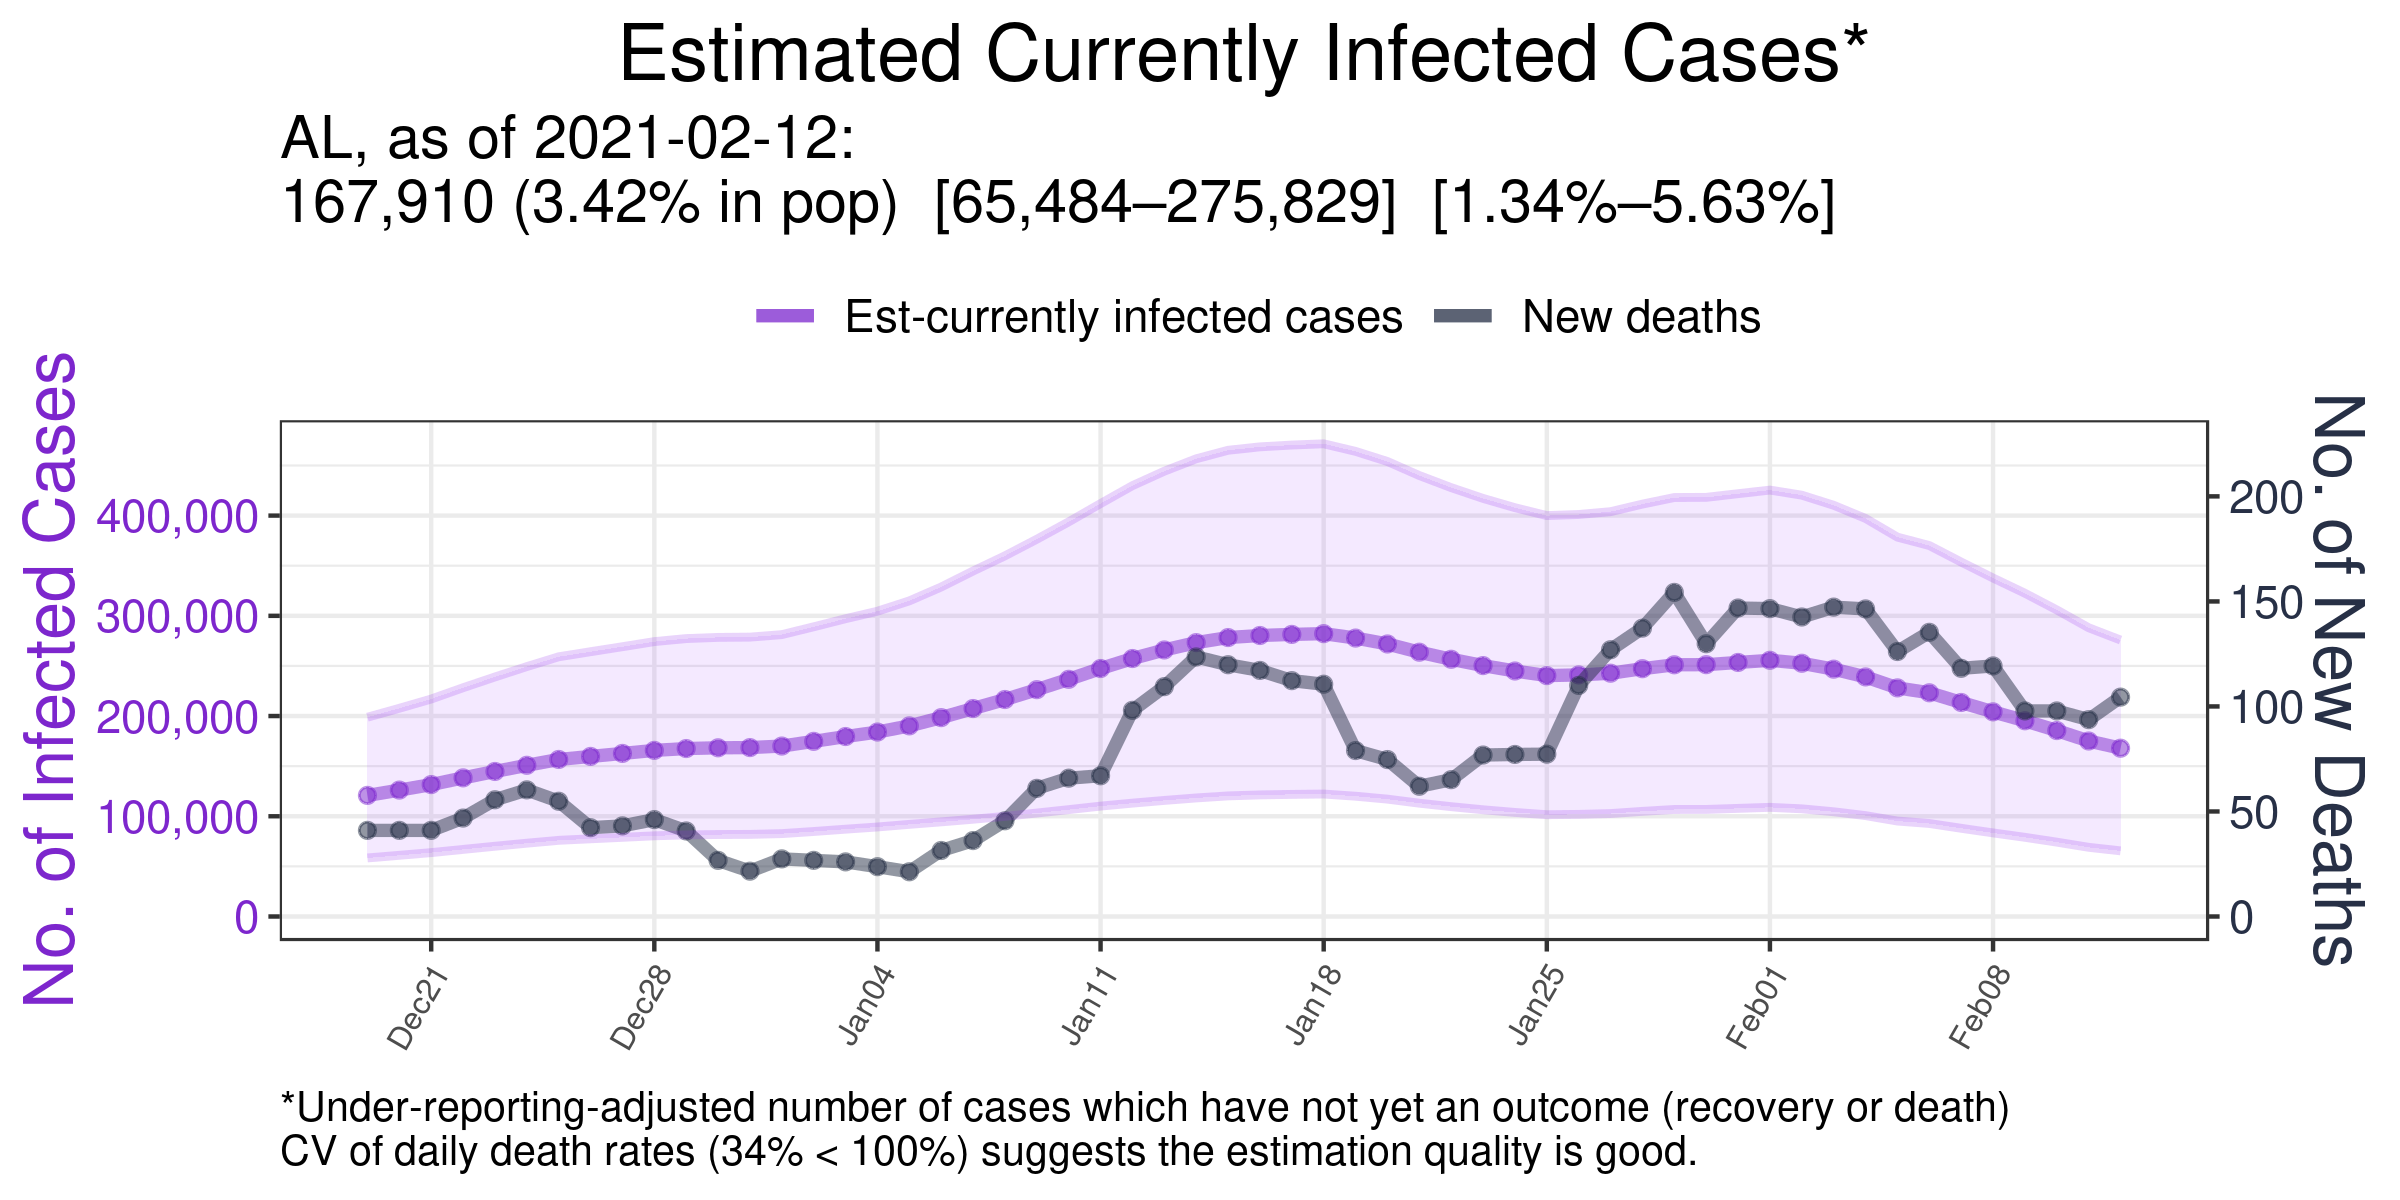 Estimated Currently Infected Cases*
AL, as of 2021-02-12:
167,910 (3.42% in pop)  [65,484–275,829]  [1.34%–5.63%]
Est-currently infected cases
New deaths
No. of Infected Cases
400,000
300,000
200,000
100,000
0
200
150
100
50
0
No. of New Deaths
Dec21
Dec28
Jan04
Jan11
Jan18
Jan25
Feb01
Feb08
*Under-reporting-adjusted number of cases which have not yet an outcome (recovery or death)
CV of daily death rates (34% < 100%) suggests the estimation quality is good.